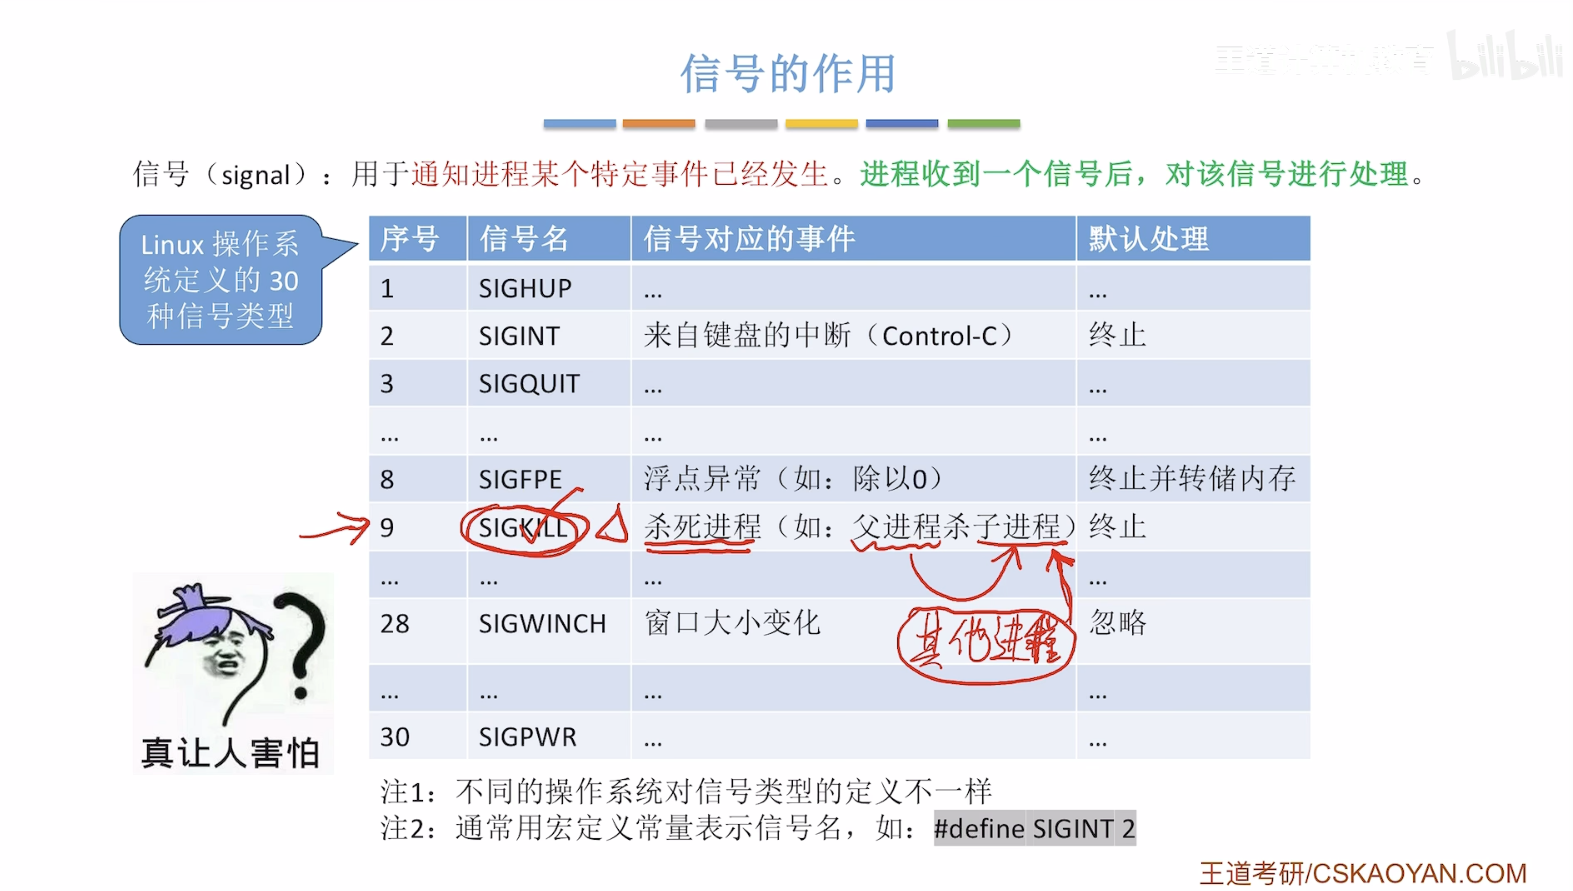 信号的作用
bilibili
信号（signal）：用于通知进程某个特定事件已经发生。进程收到一个信号后，对该信号进行处理。
Linux 操作系
统定义的 30
种信号类型
序号 信号名 信号对应的事件 默认处理
1 SIGHUP ... ...
2 SIGINT 来自键盘的中断（Control-C） 终止
3 SIGQUIT ... ...
... ... ... ...
8 SIGFPE 浮点异常（如：除以0） 终止并转储内存
9 SIGKILL 杀死进程（如：父进程杀子进程） 终止
... ... ... ...
28 SIGWINCH 窗口大小变化 忽略
其他进程
... ... ... ...
30 SIGPWR ... ...
真让人害怕
注1：不同的操作系统对信号类型的定义不一样
注2：通常用宏定义常量表示信号名，如：#define SIGINT 2
王道考研/CSKAOYAN.COM